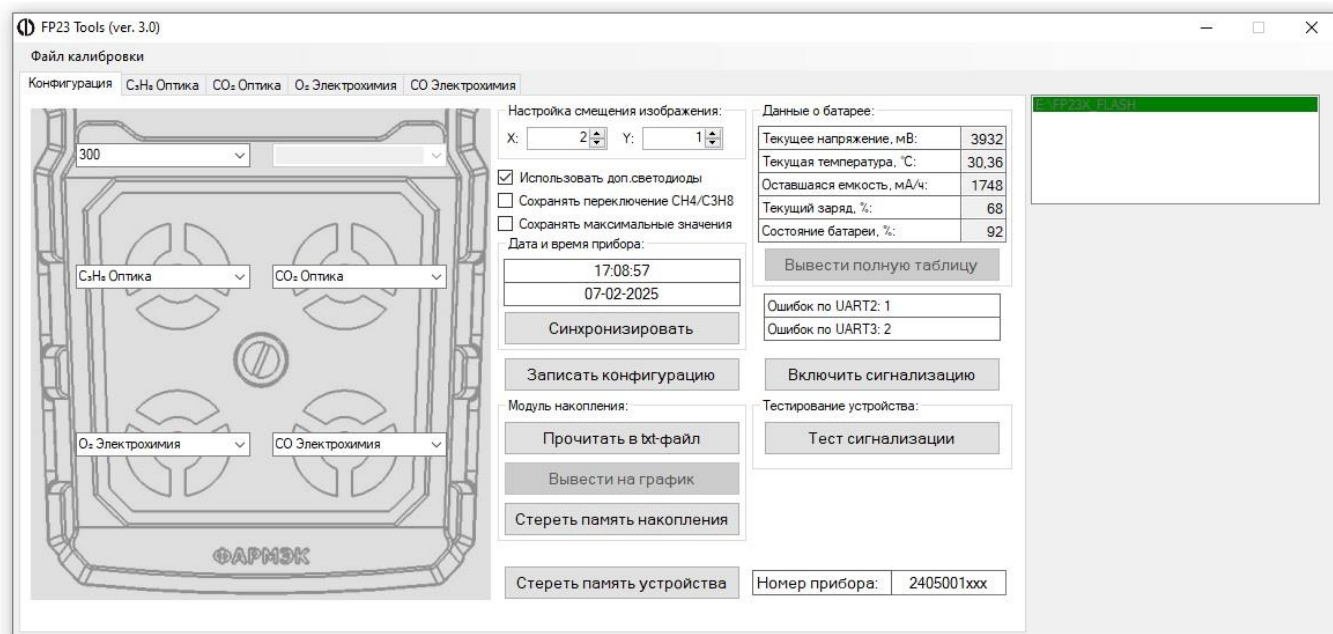 FP23 Tools (ver. 3.0)
Файл калибровки
Конфигурация
C₃H₈ Оптика
CO₂ Оптика
O₂ Электрохимия
CO Электрохимия
300
C₃H₈ Оптика
CO₂ Оптика
O₂ Электрохимия
CO Электрохимия
ФАРМЭК
Настройка смещения изображения:
X: 2 Y: 1
Использовать доп.светодиоды
Сохранять переключение CH4/C3H8
Сохранять максимальные значения
Дата и время прибора:
17:08:57
07-02-2025
Синхронизировать
Записать конфигурацию
Модуль накопления:
Прочитать в txt-файл
Вывести на график
Стереть память накопления
Стереть память устройства
Данные о батарее:
Текущее напряжение, мВ: 3932
Текущая температура, °C: 30,36
Оставшаяся емкость, мА/ч: 1748
Текущий заряд, %: 68
Состояние батареи, %: 92
Вывести полную таблицу
Ошибок по UART2: 1
Ошибок по UART3: 2
Включить сигнализацию
Тестирование устройства:
Тест сигнализации
Номер прибора: 2405001xxx
E:\FP23X_FLASH